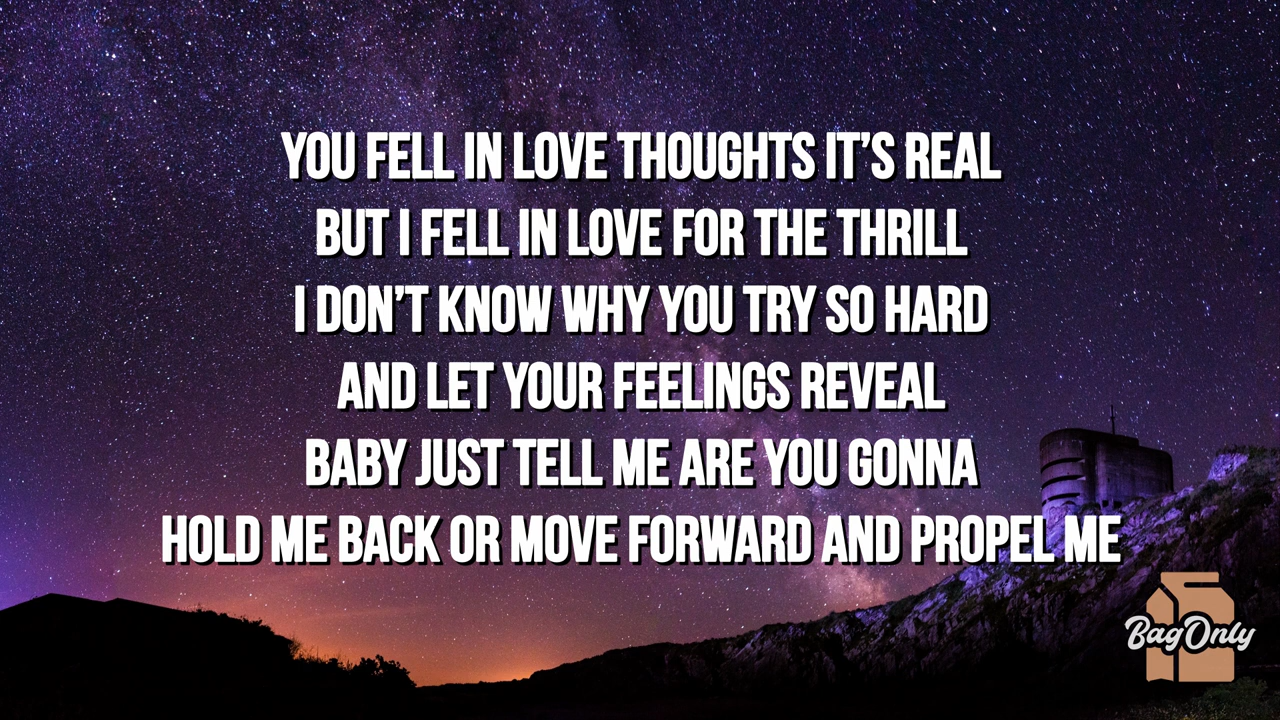 YOU FELL IN LOVE THOUGHTS IT'S REAL
BUT I FELL IN LOVE FOR THE THRILL
I DON'T KNOW WHY YOU TRY SO HARD
AND LET YOUR FEELINGS REVEAL
BABY JUST TELL ME ARE YOU GONNA
HOLD ME BACK OR MOVE FORWARD AND PROPEL ME
BagOnly